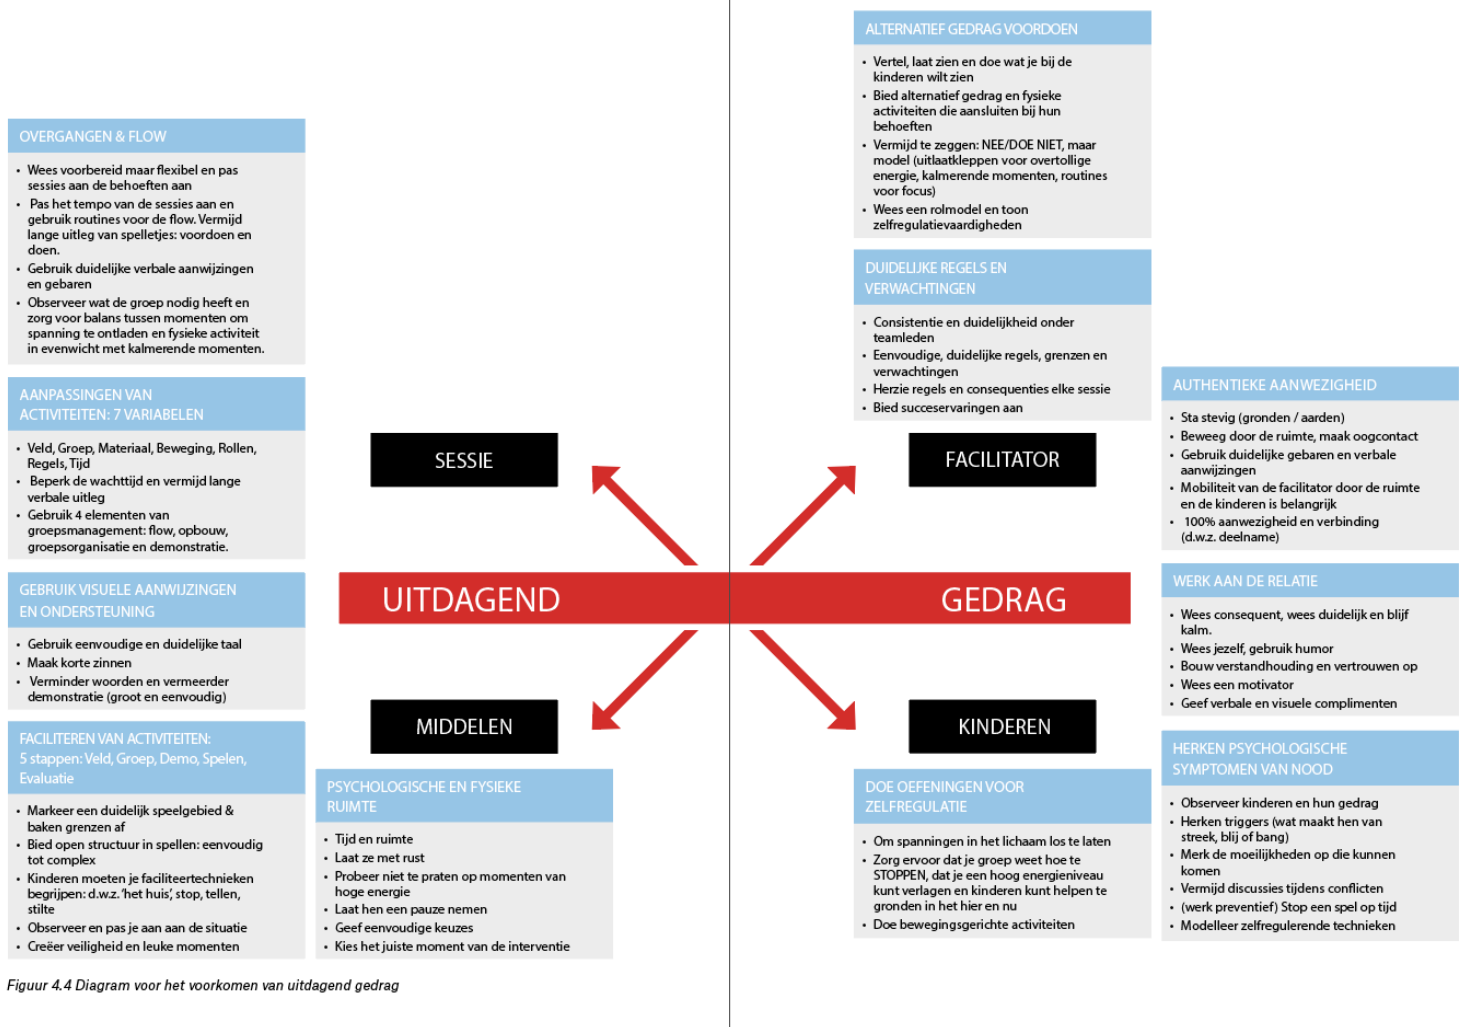 OVERGANGEN & FLOW
• Wees voorbereid maar flexibel en pas
sessies aan de behoeften aan
• Pas het tempo van de sessies aan en
gebruik routines voor de flow. Vermijd
lange uitleg van spelletjes: voordoen en
doen.
• Gebruik duidelijke verbale aanwijzingen
en gebaren
• Observeer wat de groep nodig heeft en
zorg voor balans tussen momenten om
spanning te ontladen en fysieke activiteit
in evenwicht met kalmerende momenten.
AANPASSINGEN VAN
ACTIVITEITEN: 7 VARIABELEN
• Veld, Groep, Materiaal, Beweging, Rollen,
Regels, Tijd
• Beperk de wachttijd en vermijd lange
verbale uitleg
• Gebruik 4 elementen van
groepsmanagement: flow, opbouw,
groepsorganisatie en demonstratie.
GEBRUIK VISUELE AANWIJZINGEN
EN ONDERSTEUNING
• Gebruik eenvoudige en duidelijke taal
• Maak korte zinnen
• Verminder woorden en vermeerder
demonstratie (groot en eenvoudig)
FACILITEREN VAN ACTIVITEITEN:
5 stappen: Veld, Groep, Demo, Spelen,
Evaluatie
• Markeer een duidelijk speelgebied &
baken grenzen af
• Bied open structuur in spellen: eenvoudig
tot complex
• Kinderen moeten je faciliteertechnieken
begrijpen: d.w.z. 'het huis', stop, tellen,
stilte
• Observeer en pas je aan aan de situatie
• Creëer veiligheid en leuke momenten
SESSIE
UITDAGEND GEDRAG
MIDDELEN
PSYCHOLOGISCHE EN FYSIEKE
RUIMTE
• Tijd en ruimte
• Laat ze met rust
• Probeer niet te praten op momenten van
hoge energie
• Laat hen een pauze nemen
• Geef eenvoudige keuzes
• Kies het juiste moment van de interventie
ALTERNATIEF GEDRAG VOORDOEN
• Vertel, laat zien en doe wat je bij de
kinderen wilt zien
• Bied alternatief gedrag en fysieke
activiteiten die aansluiten bij hun
behoeften
• Vermijd te zeggen: NEE/DOE NIET, maar
model (uitlaatkleppen voor overtollige
energie, kalmerende momenten, routines
voor focus)
• Wees een rolmodel en toon
zelfregulatievaardigheden
DUIDELIJKE REGELS EN
VERWACHTINGEN
• Consistentie en duidelijkheid onder
teamleden
• Eenvoudige, duidelijke regels, grenzen en
verwachtingen
• Herzie regels en consequenties elke sessie
• Bied succeservaringen aan
FACILITATOR
KINDEREN
DOE OEFENINGEN VOOR
ZELFREGULATIE
• Om spanningen in het lichaam los te laten
• Zorg ervoor dat je groep weet hoe te
STOPPEN, dat je een hoog energieniveau
kunt verlagen en kinderen kunt helpen te
gronden in het hier en nu
• Doe bewegingsgerichte activiteiten
AUTHENTIEKE AANWEZIGHEID
• Sta stevig (gronden / aarden)
• Beweeg door de ruimte, maak oogcontact
• Gebruik duidelijke gebaren en verbale
aanwijzingen
• Mobiliteit van de facilitator door de ruimte
en de kinderen is belangrijk
• 100% aanwezigheid en verbinding
(d.w.z. deelname)
WERK AAN DE RELATIE
• Wees consequent, wees duidelijk en blijf
kalm.
• Wees jezelf, gebruik humor
• Bouw verstandhouding en vertrouwen op
• Wees een motivator
• Geef verbale en visuele complimenten
HERKEN PSYCHOLOGISCHE
SYMPTOMEN VAN NOOD
• Observeer kinderen en hun gedrag
• Herken triggers (wat maakt hen van
streek, blij of bang)
• Merk de moeilijkheden op die kunnen
komen
• Vermijd discussies tijdens conflicten
• (werk preventief) Stop een spel op tijd
• Modelleer zelfregulerende technieken
Figuur 4.4 Diagram voor het voorkomen van uitdagend gedrag